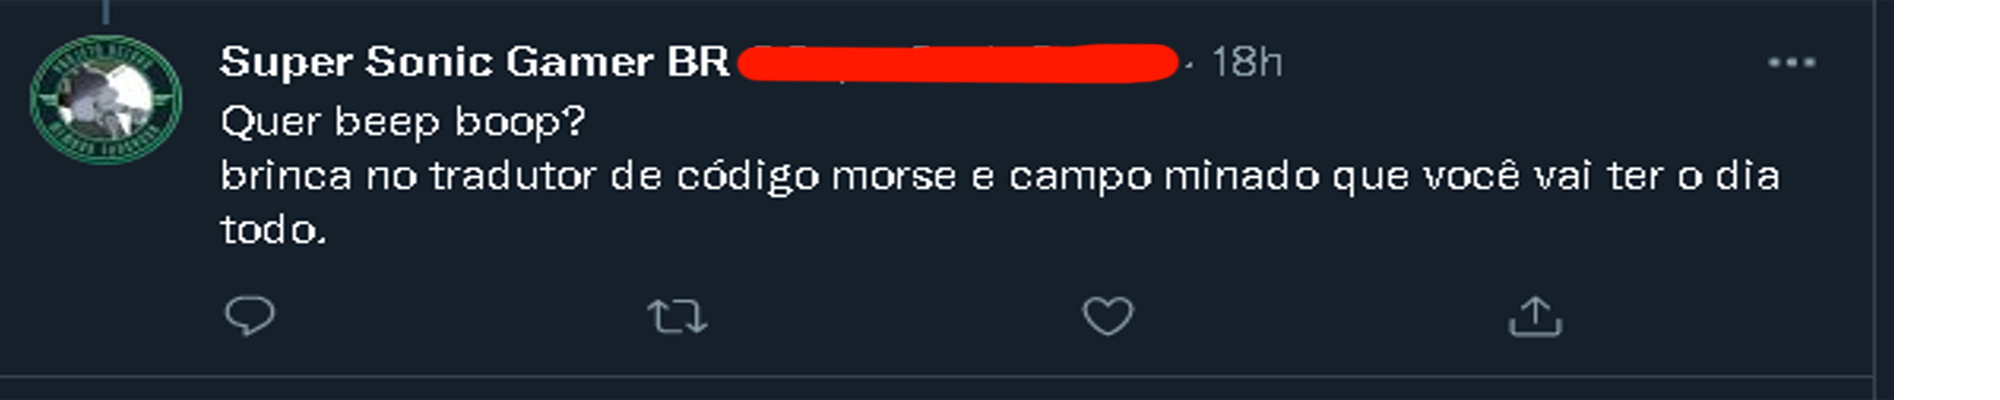 Super Sonic Gamer BR · 18h
Quer beep boop?
brinca no tradutor de código morse e campo minado que você vai ter o dia
todo.